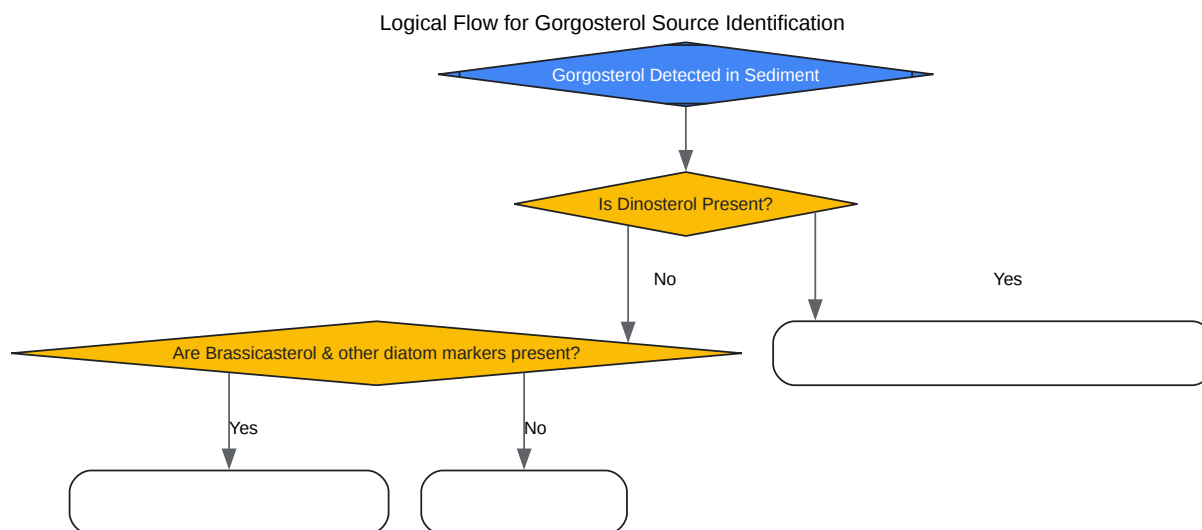 Logical Flow for Gorgosterol Source Identification
Gorgosterol Detected in Sediment
Is Dinosterol Present?
No
Yes
Are Brassicasterol & other diatom markers present?
Yes
No